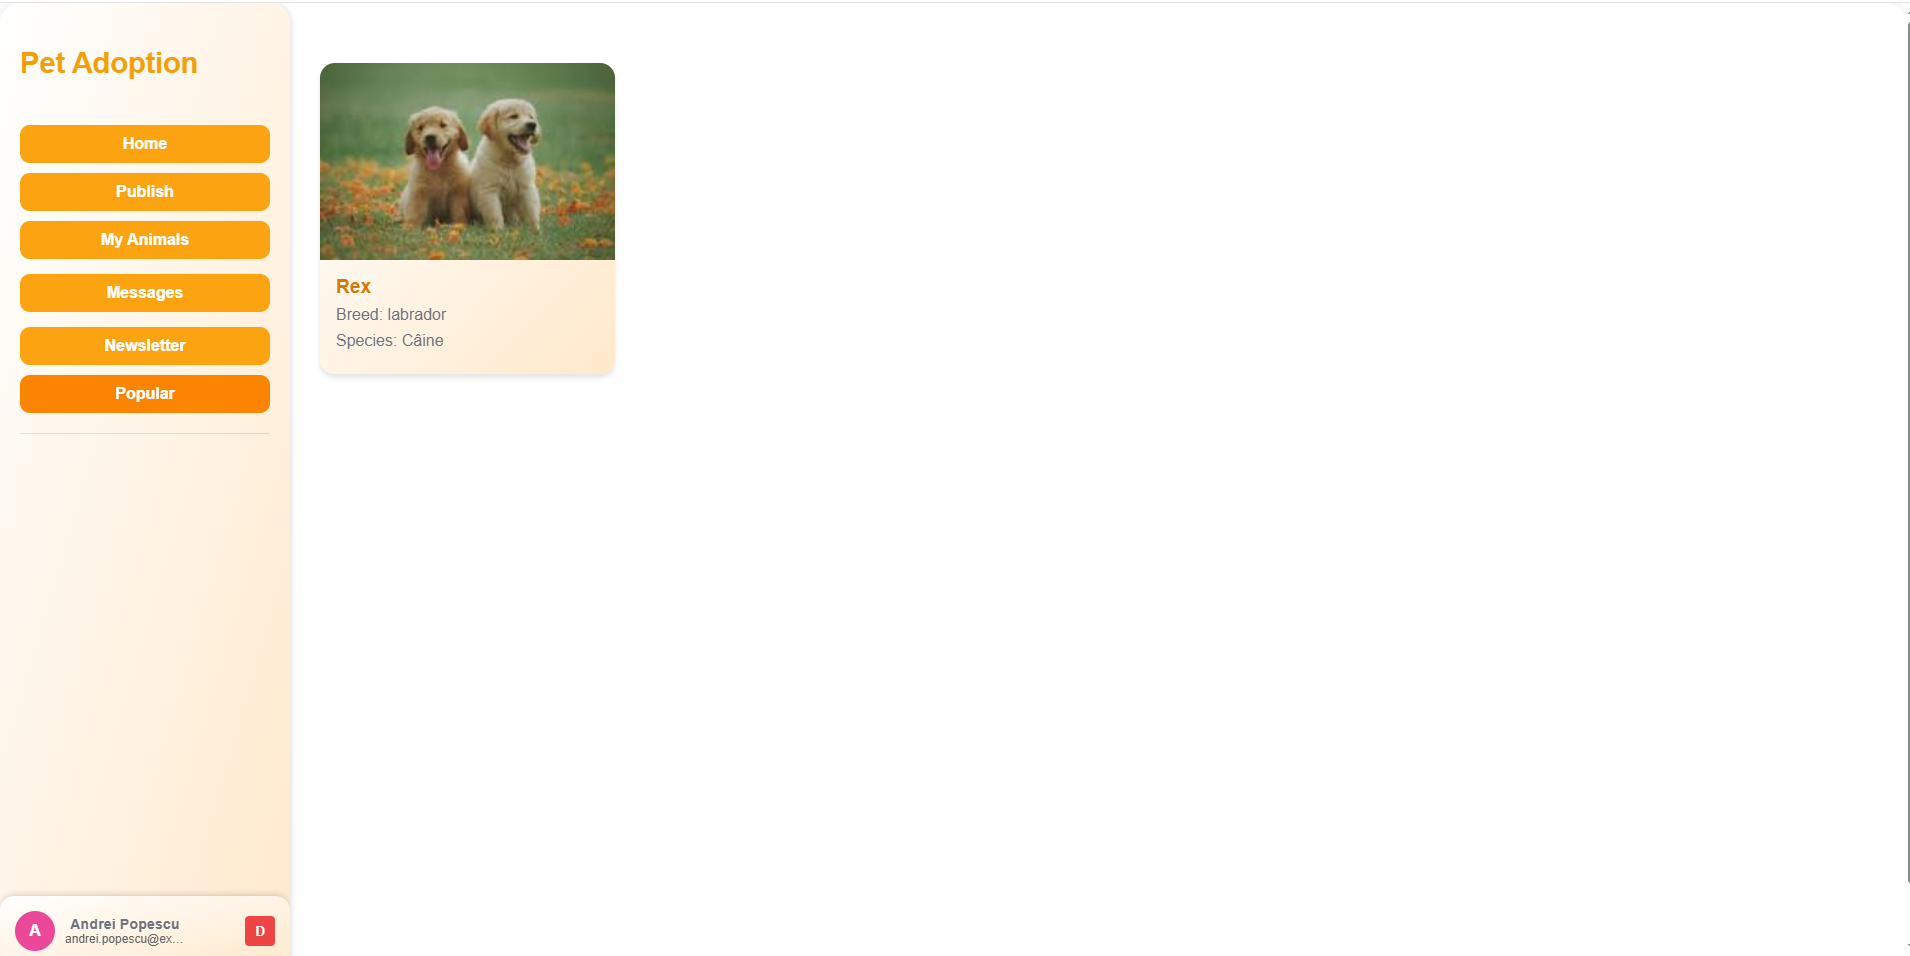 Pet Adoption
Home
Publish
My Animals
Messages
Newsletter
Popular
Rex
Breed: labrador
Species: Câine
A
Andrei Popescu
andrei.popescu@ex...
D